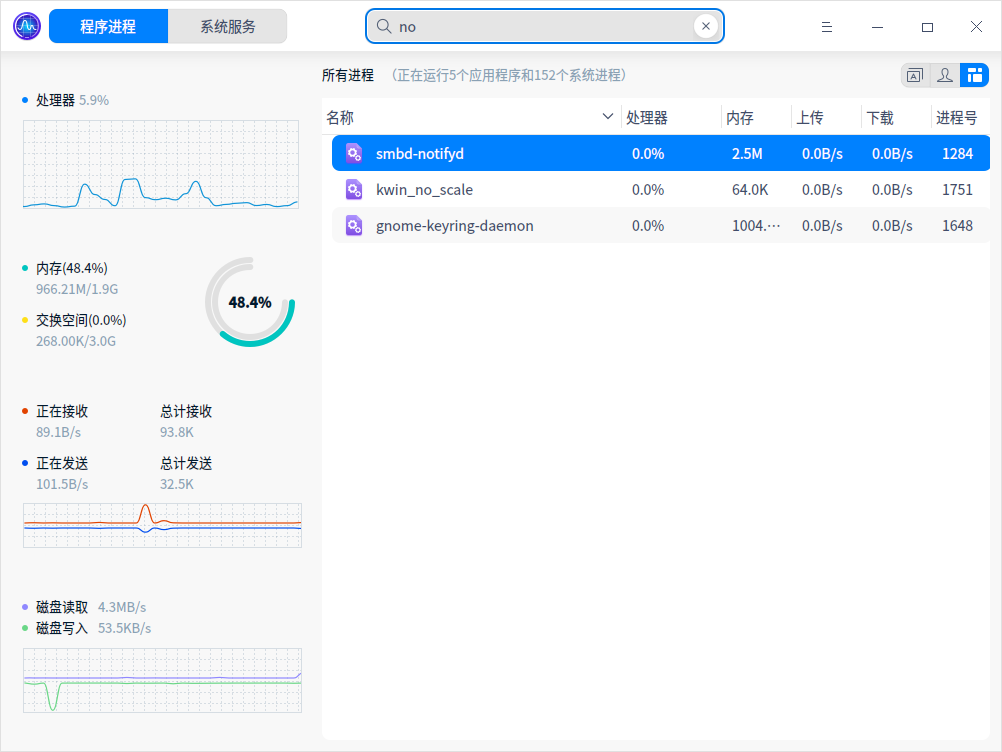 程序进程 系统服务 no
所有进程 （正在运行5个应用程序和152个系统进程）
处理器 5.9%
内存(48.4%)
966.21M/1.9G
交换空间(0.0%)
268.00K/3.0G
48.4%
正在接收 总计接收
89.1B/s 93.8K
正在发送 总计发送
101.5B/s 32.5K
磁盘读取 4.3MB/s
磁盘写入 53.5KB/s
名称 处理器 内存 上传 下载 进程号
smbd-notifyd 0.0% 2.5M 0.0B/s 0.0B/s 1284
kwin_no_scale 0.0% 64.0K 0.0B/s 0.0B/s 1751
gnome-keyring-daemon 0.0% 1004.… 0.0B/s 0.0B/s 1648